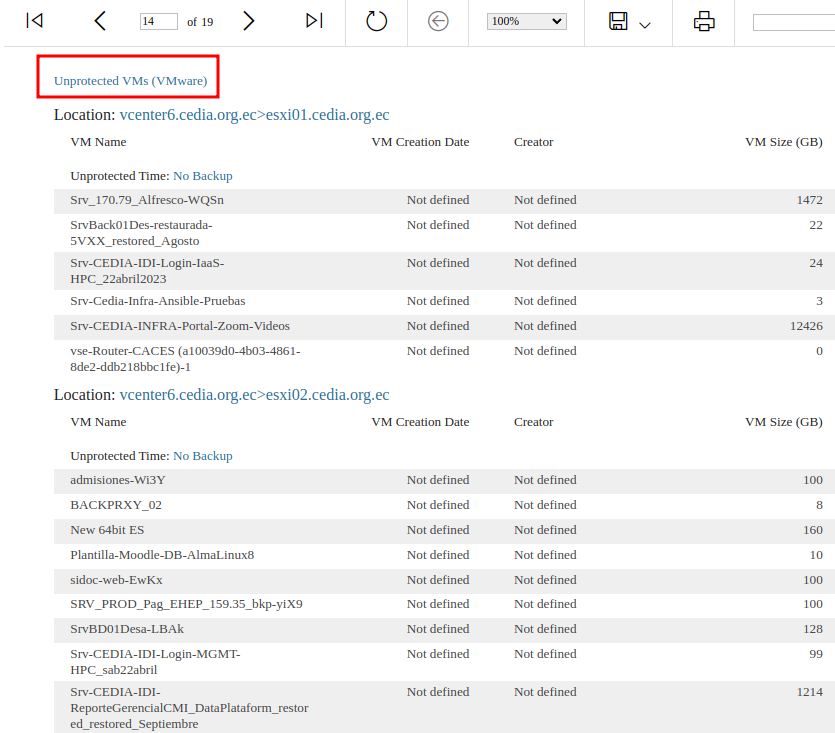 14 of 19 100%
Unprotected VMs (VMware)
Location: vcenter6.cedia.org.ec>esxi01.cedia.org.ec
VM Name VM Creation Date Creator VM Size (GB)
Unprotected Time: No Backup
Srv_170.79_Alfresco-WQSn Not defined Not defined 1472
SrvBack01Des-restaurada- Not defined Not defined 22
5VXX_restored_Agosto
Srv-CEDIA-IDI-Login-IaaS- Not defined Not defined 24
HPC_22abril2023
Srv-Cedia-Infra-Ansible-Pruebas Not defined Not defined 3
Srv-CEDIA-INFRA-Portal-Zoom-Videos Not defined Not defined 12426
vse-Router-CACES (a10039d0-4b03-4861- Not defined Not defined 0
8de2-ddb218bbc1fe)-1
Location: vcenter6.cedia.org.ec>esxi02.cedia.org.ec
VM Name VM Creation Date Creator VM Size (GB)
Unprotected Time: No Backup
admisiones-Wi3Y Not defined Not defined 100
BACKPRXY_02 Not defined Not defined 8
New 64bit ES Not defined Not defined 160
Plantilla-Moodle-DB-AlmaLinux8 Not defined Not defined 10
sidoc-web-EwKx Not defined Not defined 100
SRV_PROD_Pag_EHEP_159.35_bkp-yiX9 Not defined Not defined 100
SrvBD01Desa-LBAk Not defined Not defined 128
Srv-CEDIA-IDI-Login-MGMT- Not defined Not defined 99
HPC_sab22abril
Srv-CEDIA-IDI- Not defined Not defined 1214
ReporteGerencialCMI_DataPlataform_restor
ed_restored_Septiembre